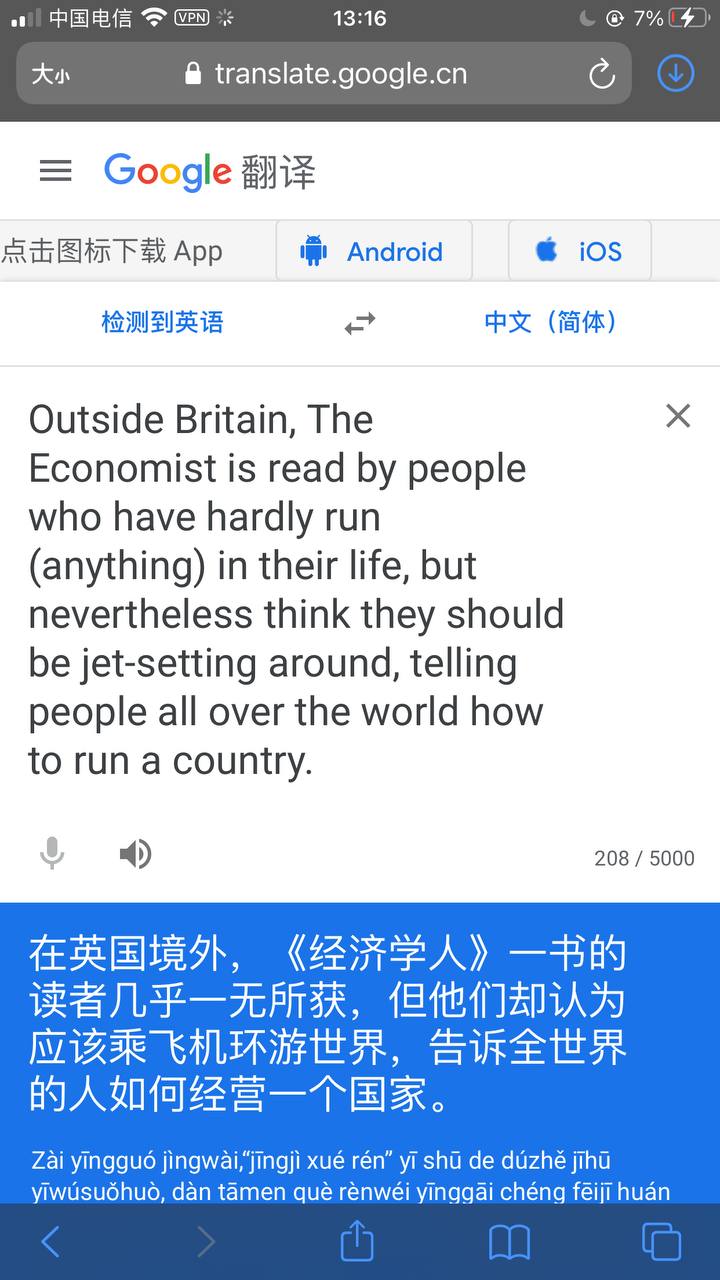 中国电信 VPN 13:16 7%
大小 translate.google.cn
Google 翻译
点击图标下载 App Android iOS
检测到英语 中文（简体）
Outside Britain, The
Economist is read by people
who have hardly run
(anything) in their life, but
nevertheless think they should
be jet-setting around, telling
people all over the world how
to run a country.
208 / 5000
在英国境外，《经济学人》一书的
读者几乎一无所获，但他们却认为
应该乘飞机环游世界，告诉全世界
的人如何经营一个国家。
Zài yīngguó jìngwài,“jīngjì xué rén” yī shū de dúzhě jīhū
yīwúsuǒhuò, dàn tāmen què rènwéi yīnggāi chéng fēijī huán